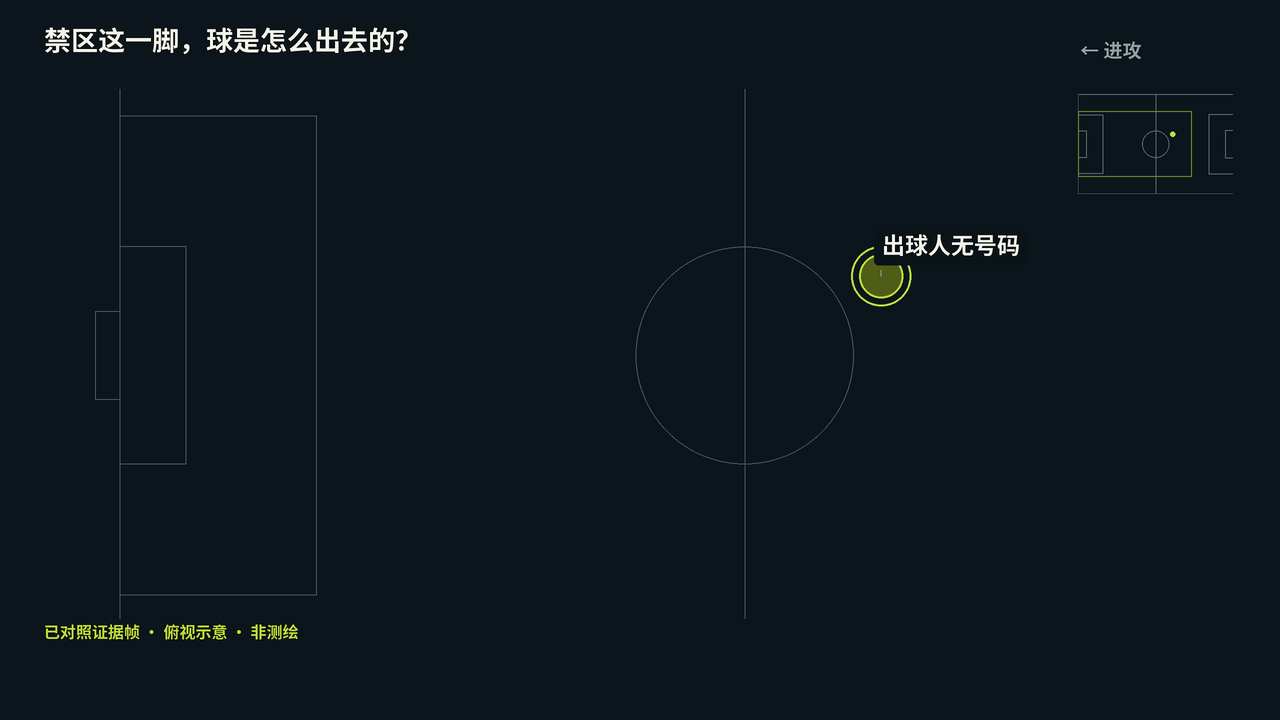 禁区这一脚，球是怎么出去的？
← 进攻
出球人无号码
已对照证据帧 · 俯视示意 · 非测绘